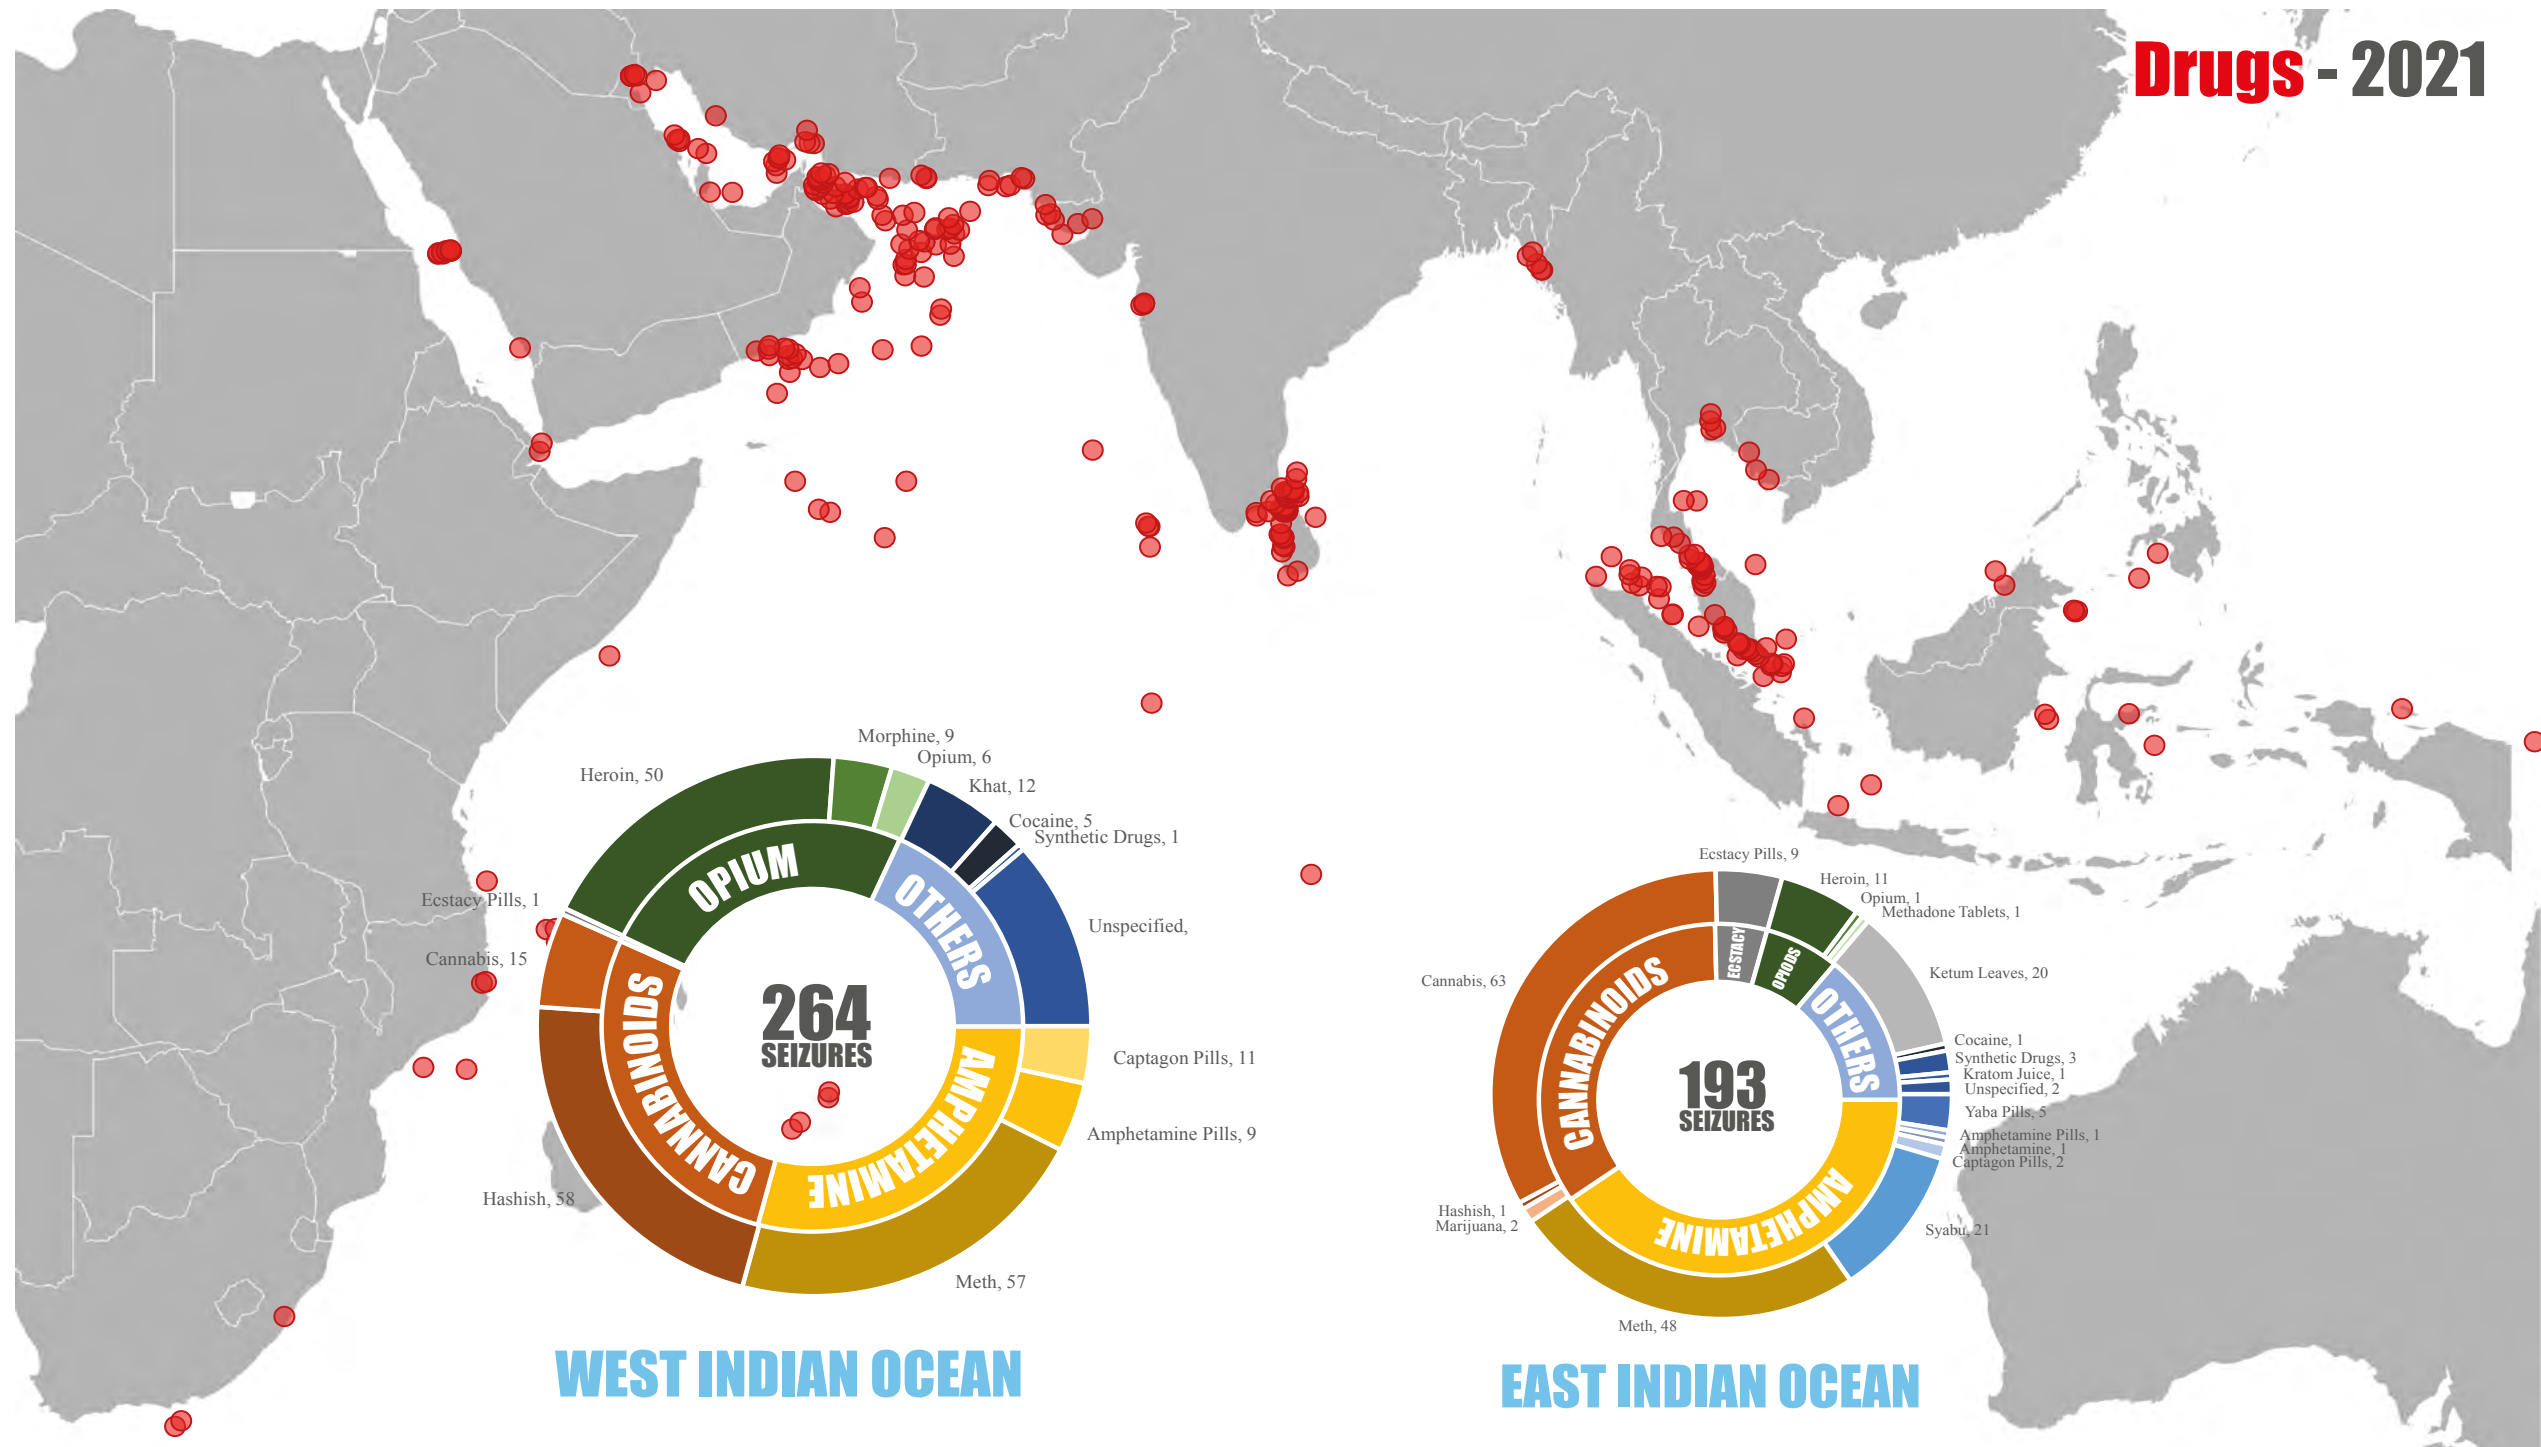 Drugs - 2021
Morphine, 9
Opium, 6
Heroin, 50
Khat, 12
Cocaine, 5
Synthetic Drugs, 1
Ecstacy Pills, 1
Unspecified,
Cannabis, 15
Captagon Pills, 11
Amphetamine Pills, 9
Hashish, 58
Meth, 57
OPIUM
OTHERS
CANNABINOIDS
AMPHETAMINE
264
SEIZURES
WEST INDIAN OCEAN
Ecstacy Pills, 9
Heroin, 11
Opium, 1
Methadone Tablets, 1
Cannabis, 63
Ketum Leaves, 20
Cocaine, 1
Synthetic Drugs, 3
Kratom Juice, 1
Unspecified, 2
Yaba Pills, 5
Amphetamine Pills, 1
Amphetamine, 1
Captagon Pills, 2
Hashish, 1
Marijuana, 2
Syabu, 21
Meth, 48
ECSTACY
OPIODS
OTHERS
CANNABINOIDS
AMPHETAMINE
193
SEIZURES
EAST INDIAN OCEAN